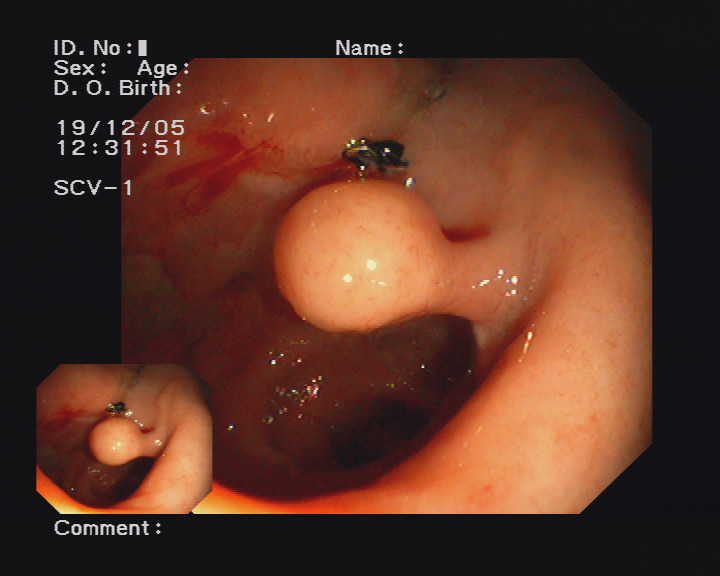 ID. No:
Name:
Sex: Age:
D. O. Birth:
19/12/05
12:31:51
SCV-1
Comment: